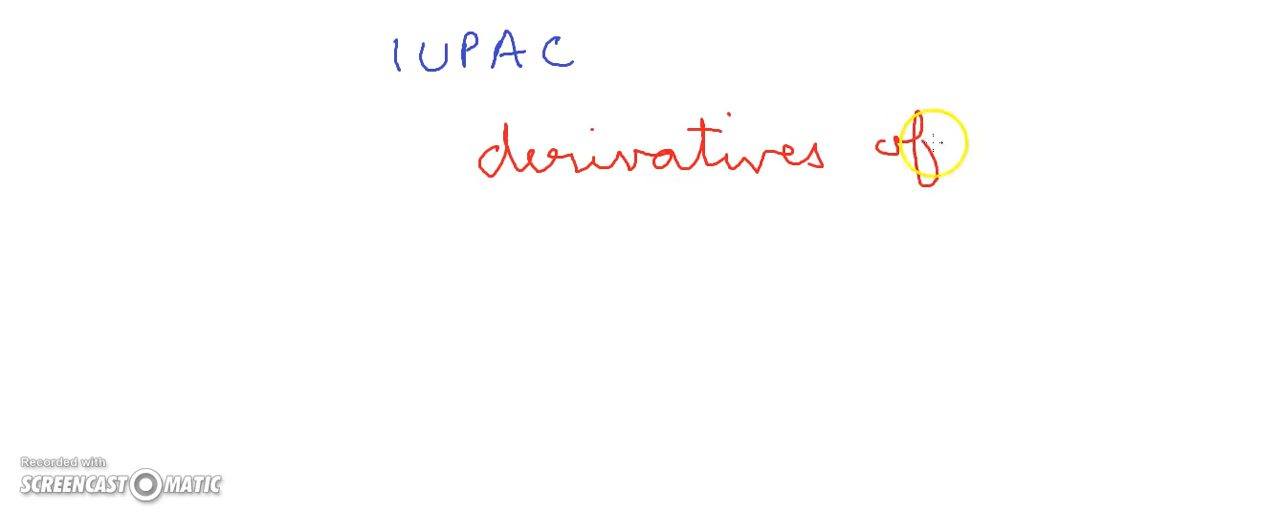 IUPAC
derivatives of
Recorded with
SCREENCAST O MATIC